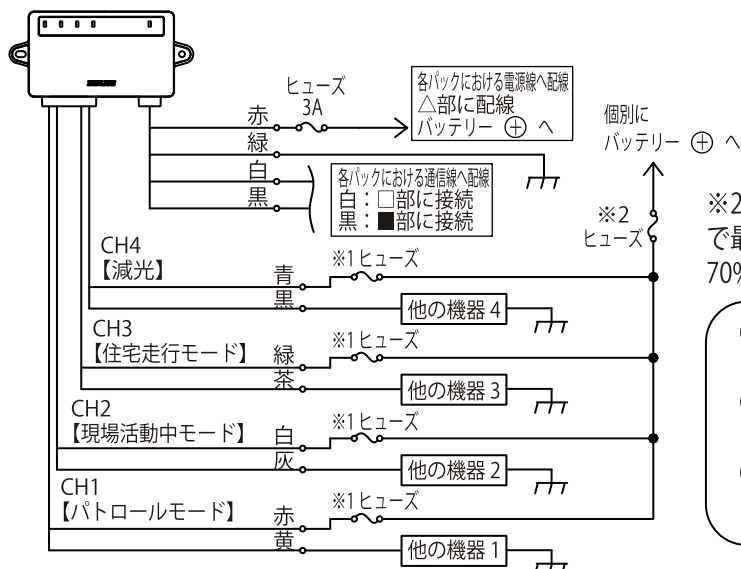 ヒューズ
3A
赤
緑
白
黒
各パックにおける電源線へ配線
△部に配線
バッテリー ⊕ へ
各パックにおける通信線へ配線
白：□部に接続
黒：■部に接続
個別に
バッテリー ⊕ へ
※2
ヒューズ
※2
で最
70%
CH4
【減光】
青
黒
※1ヒューズ
他の機器4
CH3
【住宅走行モード】
緑
茶
※1ヒューズ
他の機器3
CH2
【現場活動中モード】
白
灰
※1ヒューズ
他の機器2
CH1
【パトロールモード】
赤
黄
※1ヒューズ
他の機器1